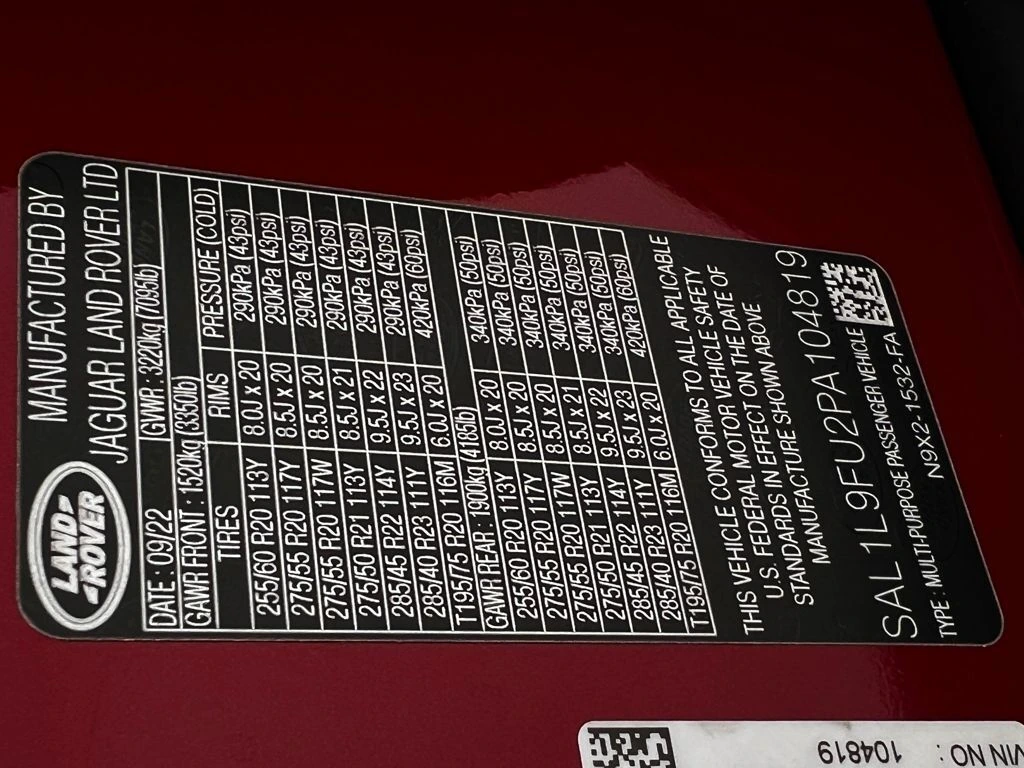 LAND ROVER
MANUFACTURED BY
JAGUAR LAND ROVER LTD
DATE : 09/22 GWR : 3220kg (7095lb)
GAWR FRONT : 1520kg (3350lb)
TIRES RIMS PRESSURE (COLD)
255/60 R20 113Y 8.0J x 20 290kPa (43psi)
275/55 R20 117Y 8.5J x 20 290kPa (43psi)
275/55 R20 117W 8.5J x 20 290kPa (43psi)
275/50 R21 113Y 8.5J x 21 290kPa (43psi)
285/45 R22 114Y 9.5J x 22 290kPa (43psi)
285/40 R23 111Y 9.5J x 23 290kPa (43psi)
T195/75 R20 116M 6.0J x 20 420kPa (60psi)
GAWR REAR : 1900kg (4185lb)
255/60 R20 113Y 8.0J x 20 340kPa (50psi)
275/55 R20 117Y 8.5J x 20 340kPa (50psi)
275/55 R20 117W 8.5J x 20 340kPa (50psi)
275/50 R21 113Y 8.5J x 21 340kPa (50psi)
285/45 R22 114Y 9.5J x 22 340kPa (50psi)
285/40 R23 111Y 9.5J x 23 340kPa (50psi)
T195/75 R20 116M 6.0J x 20 420kPa (60psi)
THIS VEHICLE CONFORMS TO ALL APPLICABLE
U.S. FEDERAL MOTOR VEHICLE SAFETY
STANDARDS IN EFFECT ON THE DATE OF
MANUFACTURE SHOWN ABOVE
SAL1L9FU2PA104819
TYPE : MULTI-PURPOSE PASSENGER VEHICLE
N9X2-1532-FA
VIN NO : 104819